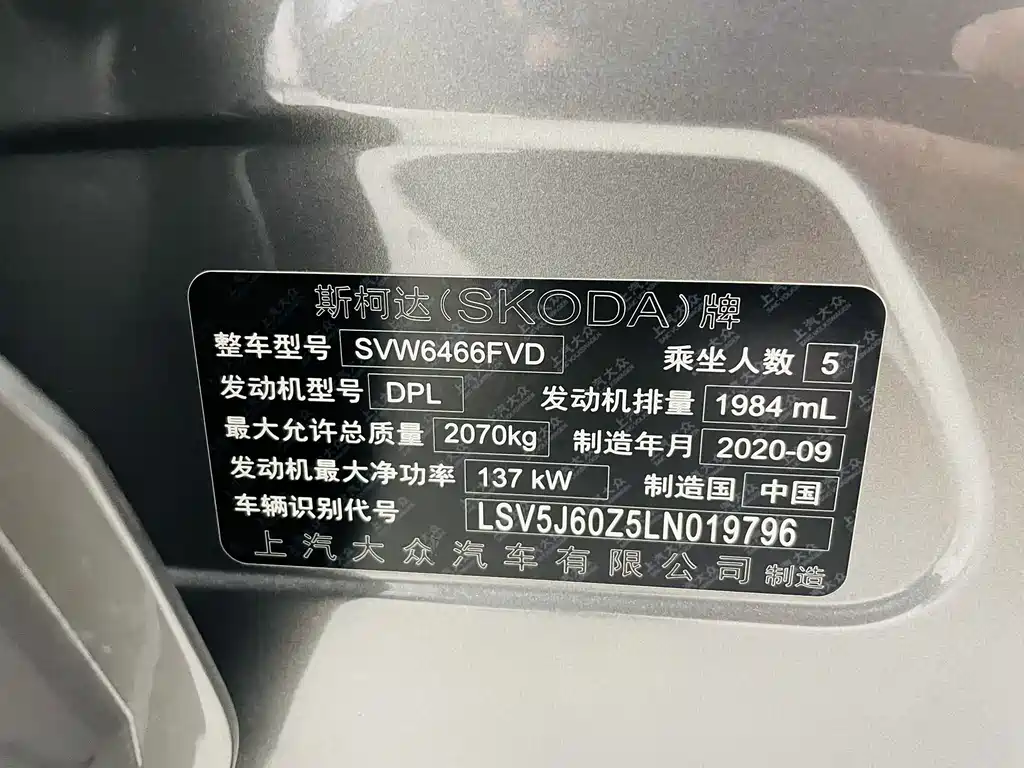 斯柯达(SKODA)牌
整车型号 SVW6466FVD 乘坐人数 5
发动机型号 DPL 发动机排量 1984 mL
最大允许总质量 2070kg 制造年月 2020-09
发动机最大净功率 137 kW 制造国 中国
车辆识别代号 LSV5J60Z5LN019796
上汽大众汽车有限公司 制造